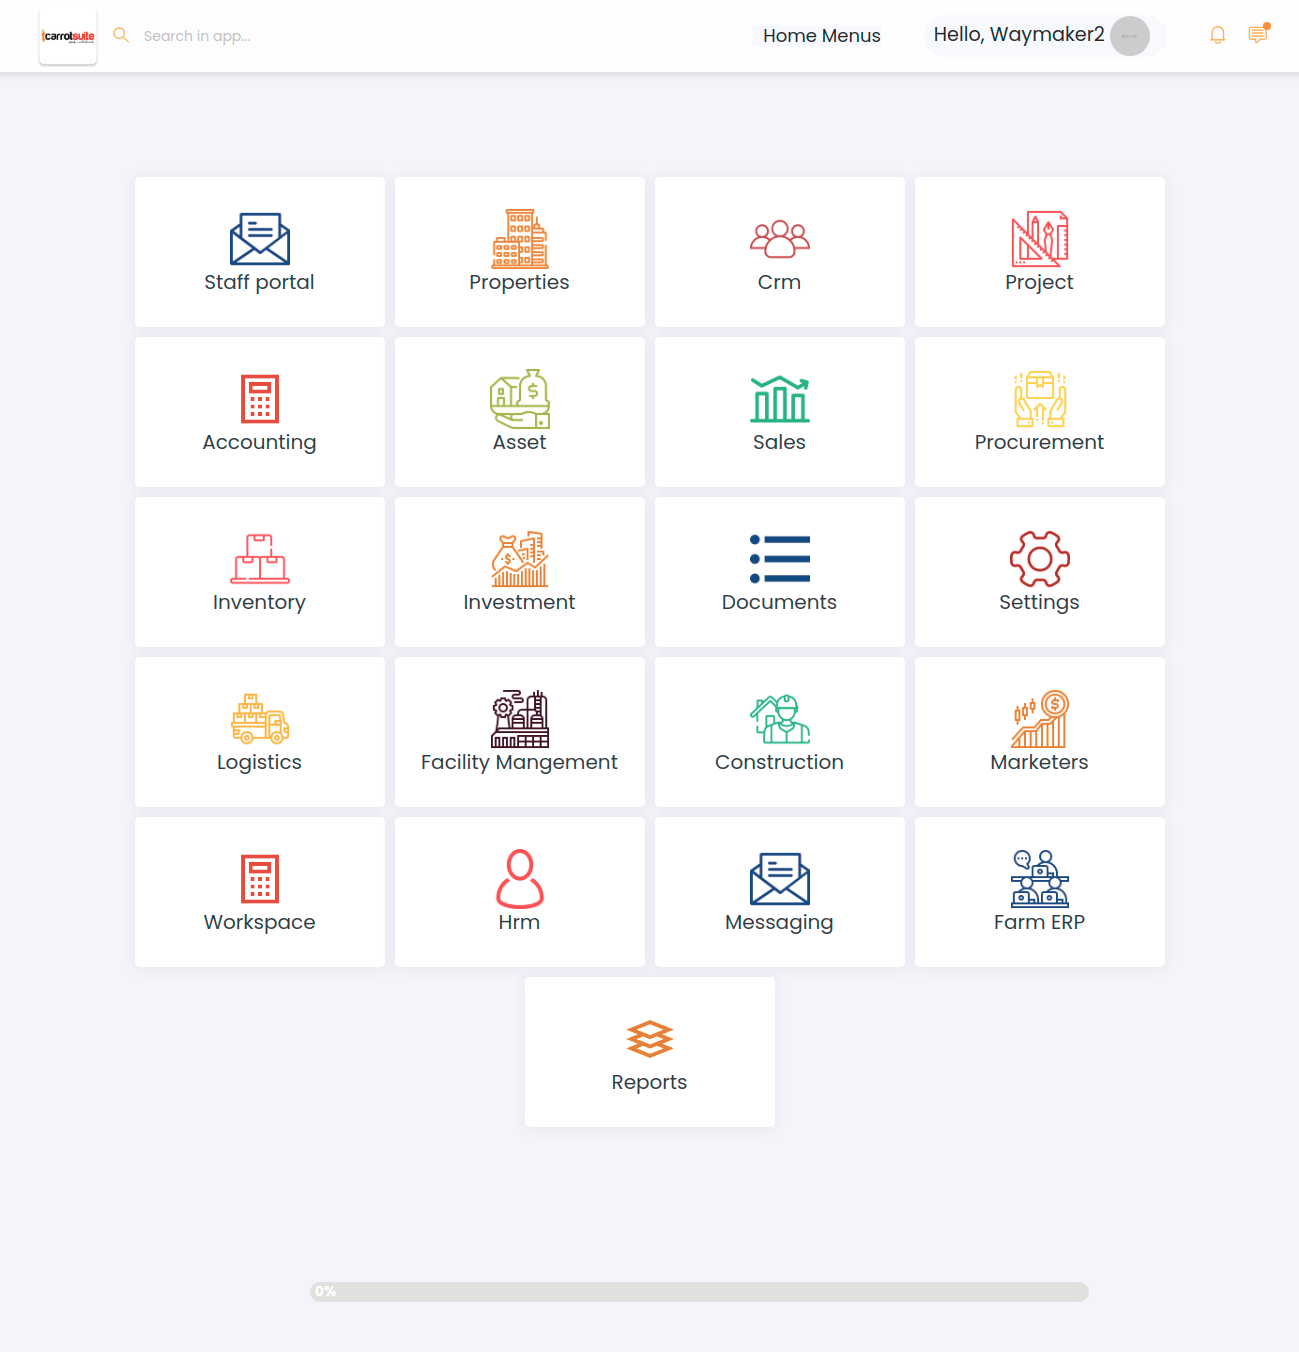 carrotsuite
Search in app...
Home Menus
Hello, Waymaker2
Staff portal
Properties
Crm
Project
Accounting
Asset
Sales
Procurement
Inventory
Investment
Documents
Settings
Logistics
Facility Mangement
Construction
Marketers
Workspace
Hrm
Messaging
Farm ERP
Reports
0%